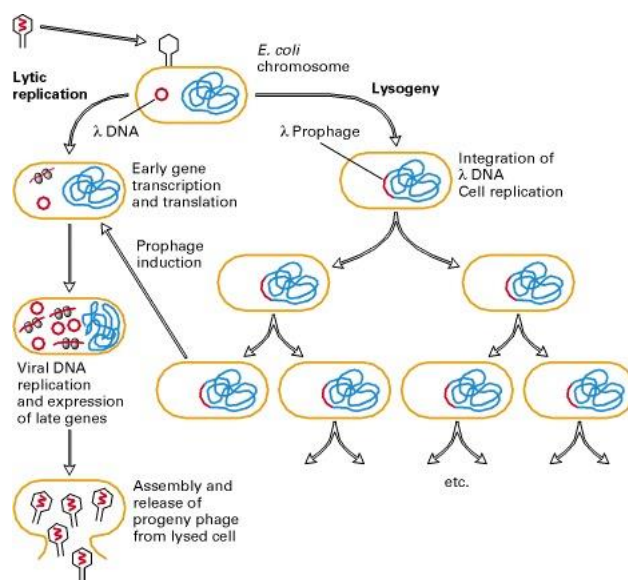 E. coli
chromosome
Lytic
replication
Lysogeny
λ DNA
λ Prophage
Integration of
λ DNA
Cell replication
Early gene
transcription
and translation
Prophage
induction
Viral DNA
replication
and expression
of late genes
etc.
Assembly and
release of
progeny phage
from lysed cell